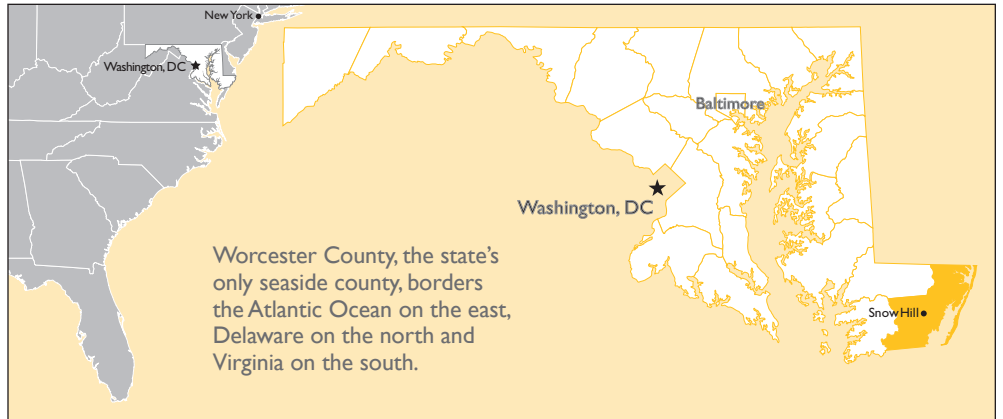 New York
Washington, DC
Baltimore
Washington, DC
Worcester County, the state's
only seaside county, borders
the Atlantic Ocean on the east,
Delaware on the north and
Virginia on the south.
Snow Hill